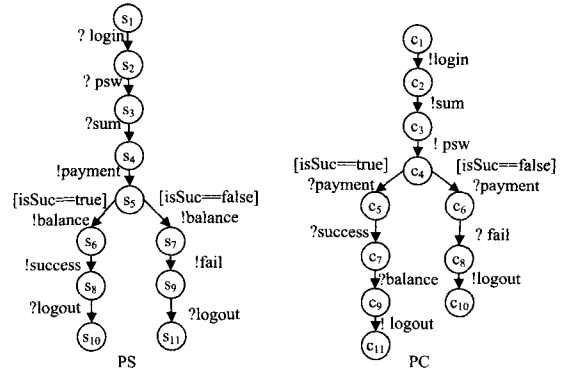 s1
? login
s2
? psw
s3
?sum
s4
!payment
s5
[isSuc==true]
[isSuc==false]
!balance
!balance
s6
s7
!success
!fail
s8
s9
?logout
?logout
s10
s11
PS
c1
!login
c2
!sum
c3
! psw
c4
[isSuc==true]
[isSuc==false]
?payment
?payment
c5
c6
?success
? fail
c7
c8
?balance
!logout
c9
c10
! logout
c11
PC